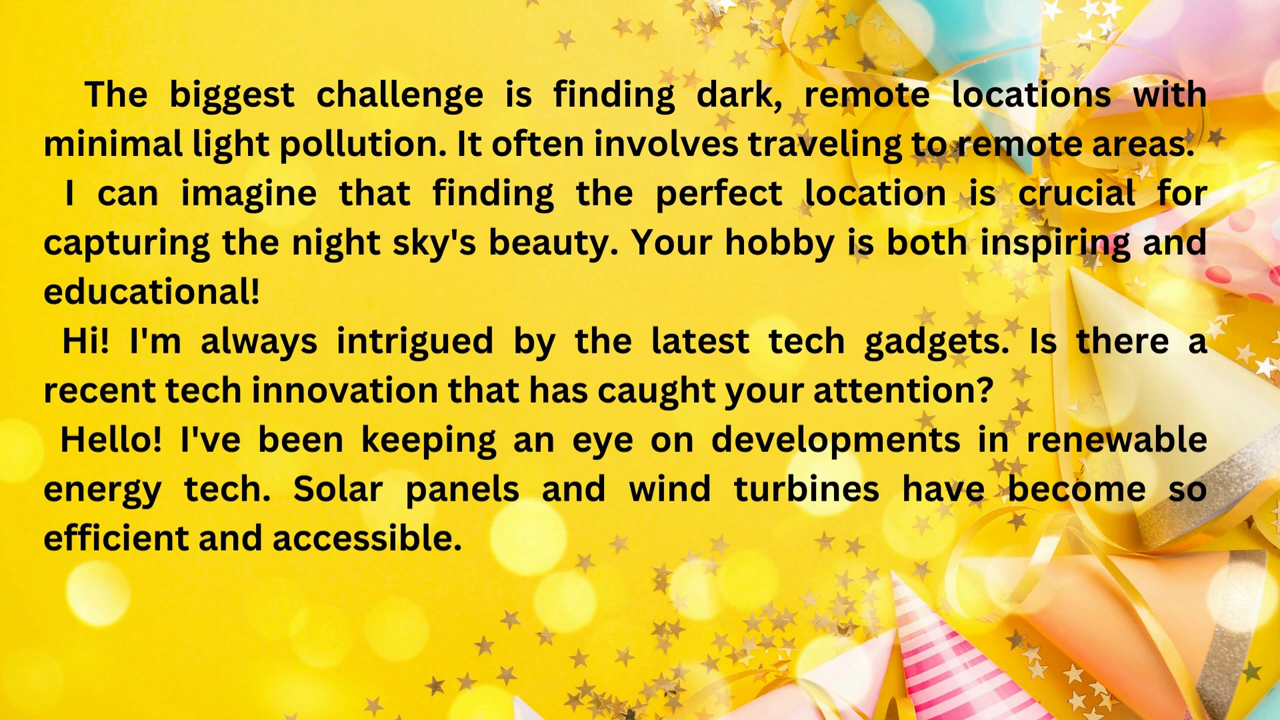 The biggest challenge is finding dark, remote locations with
minimal light pollution. It often involves traveling to remote areas.
I can imagine that finding the perfect location is crucial for
capturing the night sky's beauty. Your hobby is both inspiring and
educational!
Hi! I'm always intrigued by the latest tech gadgets. Is there a
recent tech innovation that has caught your attention?
Hello! I've been keeping an eye on developments in renewable
energy tech. Solar panels and wind turbines have become so
efficient and accessible.